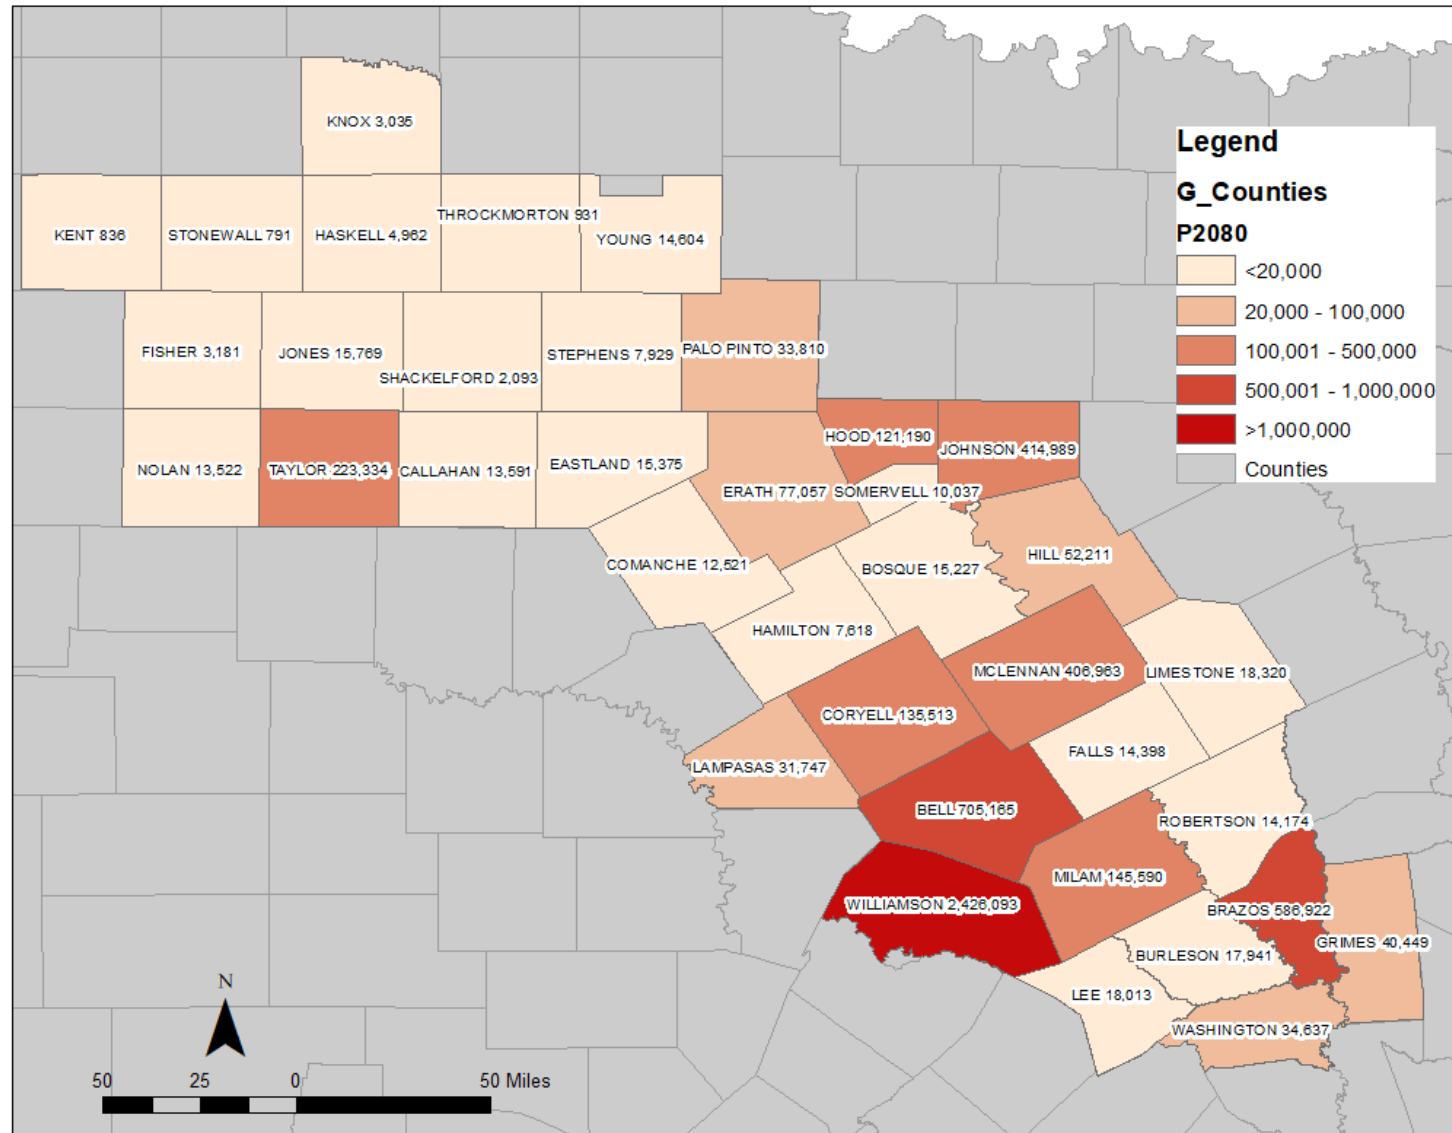 KNOX 3,035
Legend
G_Counties
P2080
<20,000
20,000 - 100,000
100,001 - 500,000
500,001 - 1,000,000
>1,000,000
Counties
KENT 836
STONEWALL 791
HASKELL 4,962
THROCKMORTON 931
YOUNG 14,604
FISHER 3,181
JONES 15,769
SHACKELFORD 2,093
STEPHENS 7,929
PALO PINTO 33,810
NOLAN 13,522
TAYLOR 223,334
CALLAHAN 13,591
EASTLAND 15,375
HOOD 121,190
JOHNSON 414,989
ERATH 77,057
SOMERVELL 10,037
COMANCHE 12,521
BOSQUE 15,227
HILL 52,211
HAMILTON 7,618
MCLENNAN 406,963
LIMESTONE 18,320
CORYELL 135,513
FALLS 14,398
LAMPASAS 31,747
BELL 705,165
ROBERTSON 14,174
MILAM 145,590
WILLIAMSON 2,426,093
BRAZOS 586,922
GRIMES 40,449
BURLESON 17,941
LEE 18,013
WASHINGTON 34,637
N
50 25 0 50 Miles